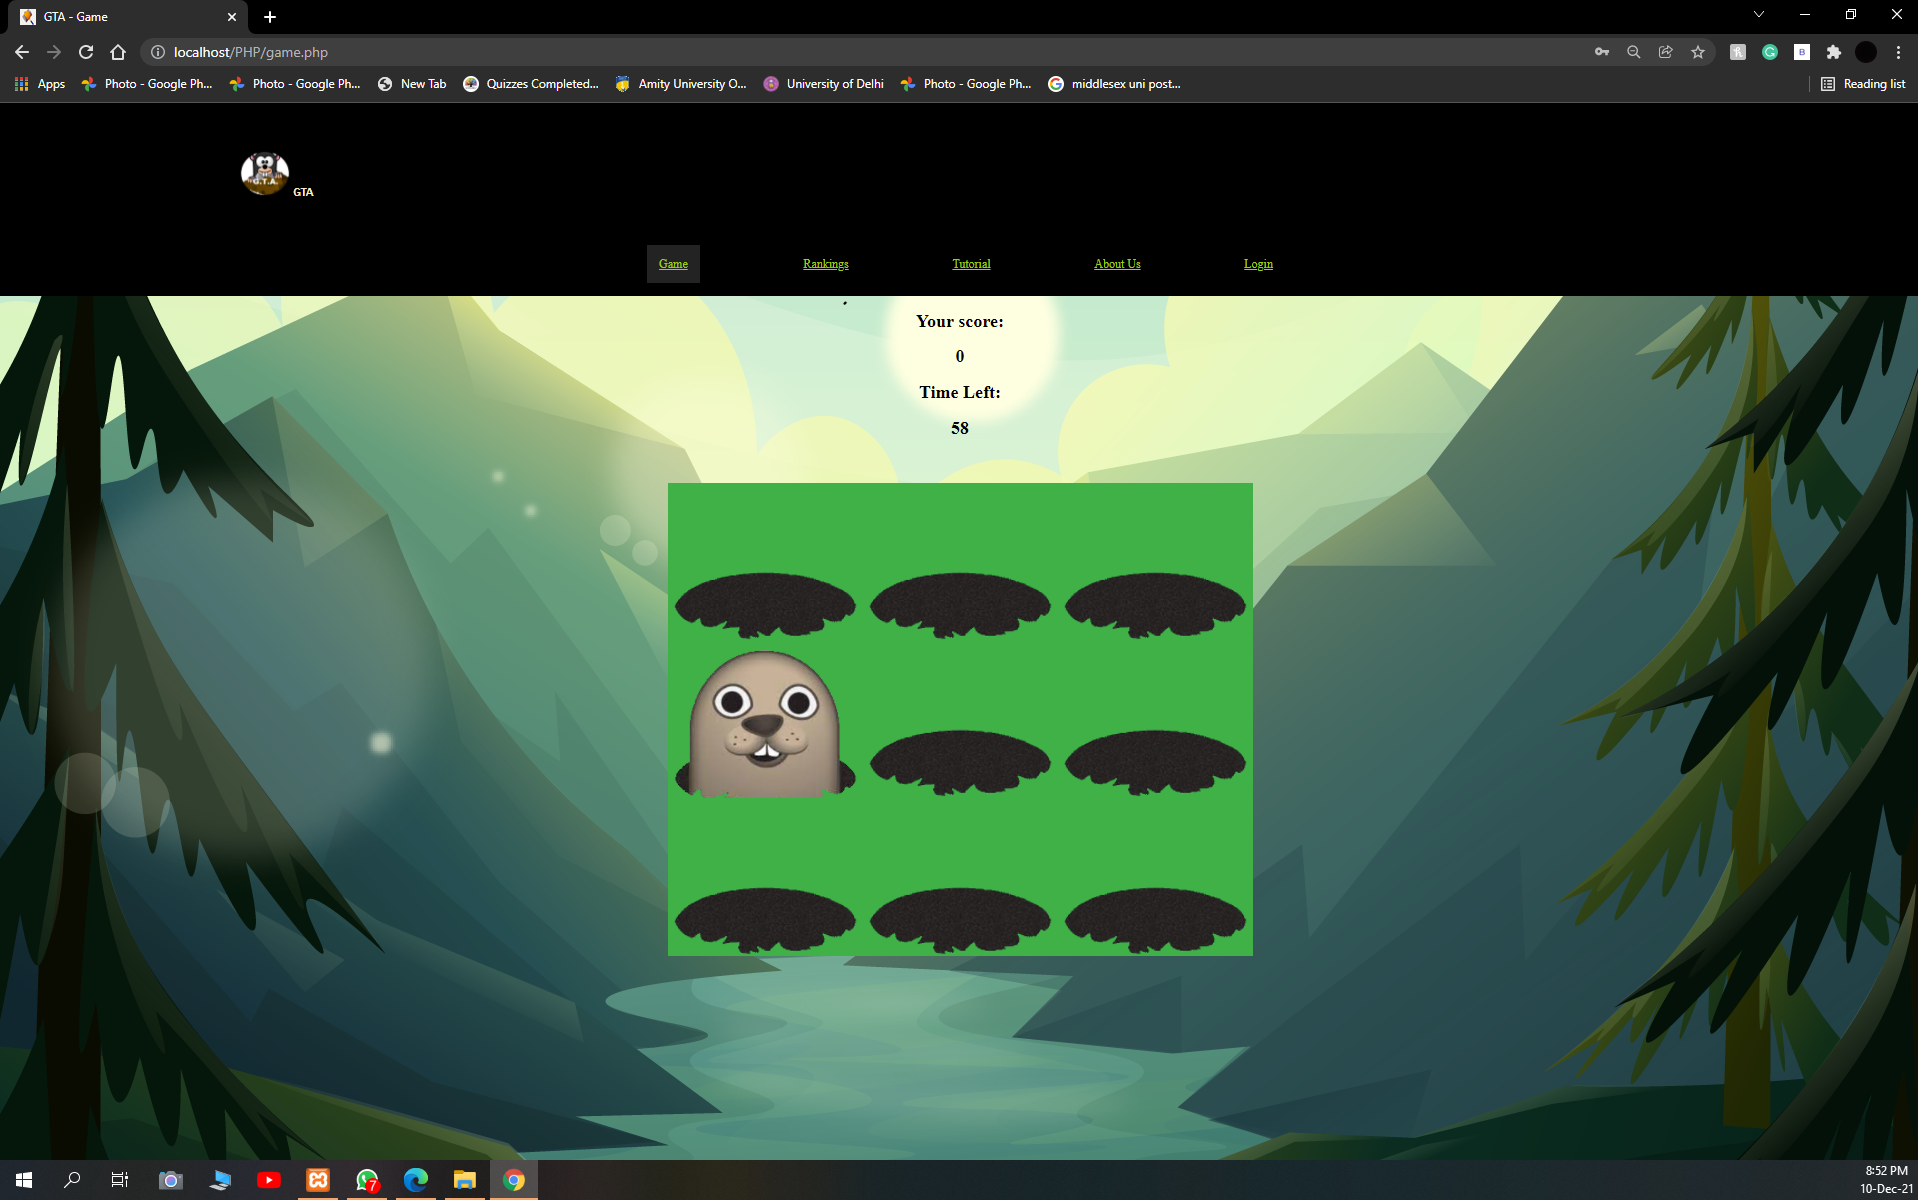 GTA - Game
localhost/PHP/game.php
Apps
Photo - Google Ph...
Photo - Google Ph...
New Tab
Quizzes Completed...
Amity University O...
University of Delhi
Photo - Google Ph...
middlesex uni post...
Reading list
G.T.A.
GTA
Game
Rankings
Tutorial
About Us
Login
Your score:
0
Time Left:
58
7
8:52 PM
10-Dec-21